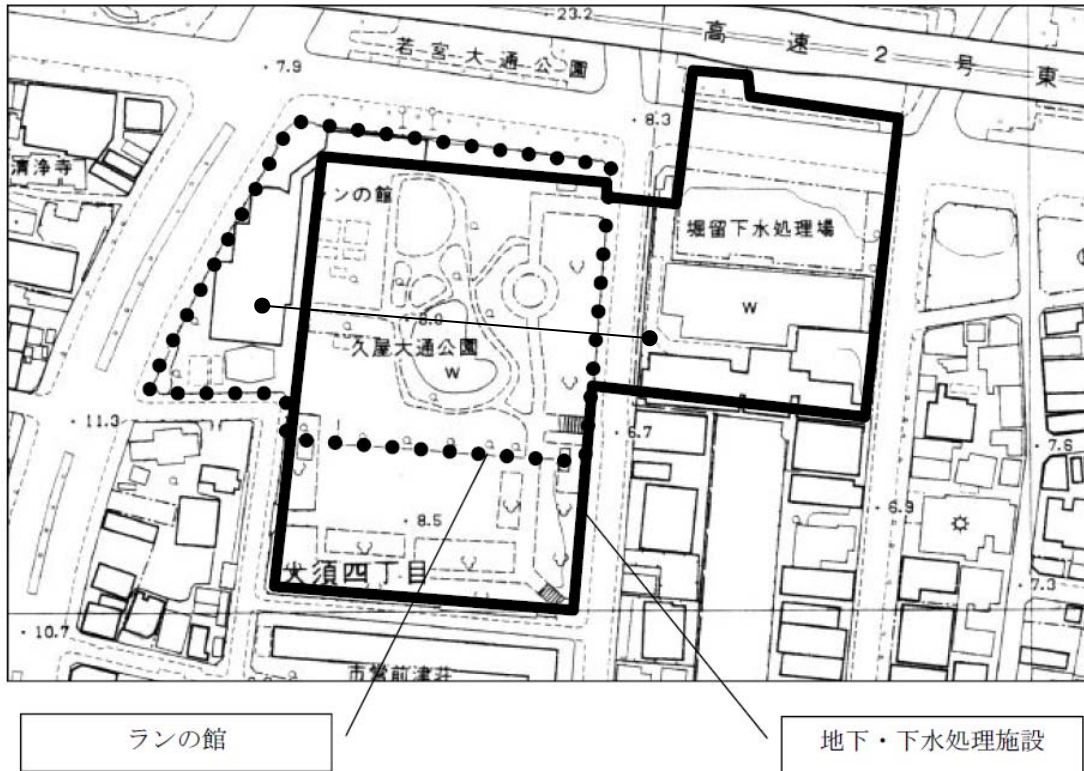 ・23.2
高速2号東
若宮大通公園
・7.9
・8.3
清浄寺
ランの館
堀留下水処理場
W
・8.0
久屋大通公園
W
・11.3
・6.7
・7.6
・8.5
・6.9
大須四丁目
・7.3
・10.7
市営前津荘
ランの館
地下・下水処理施設